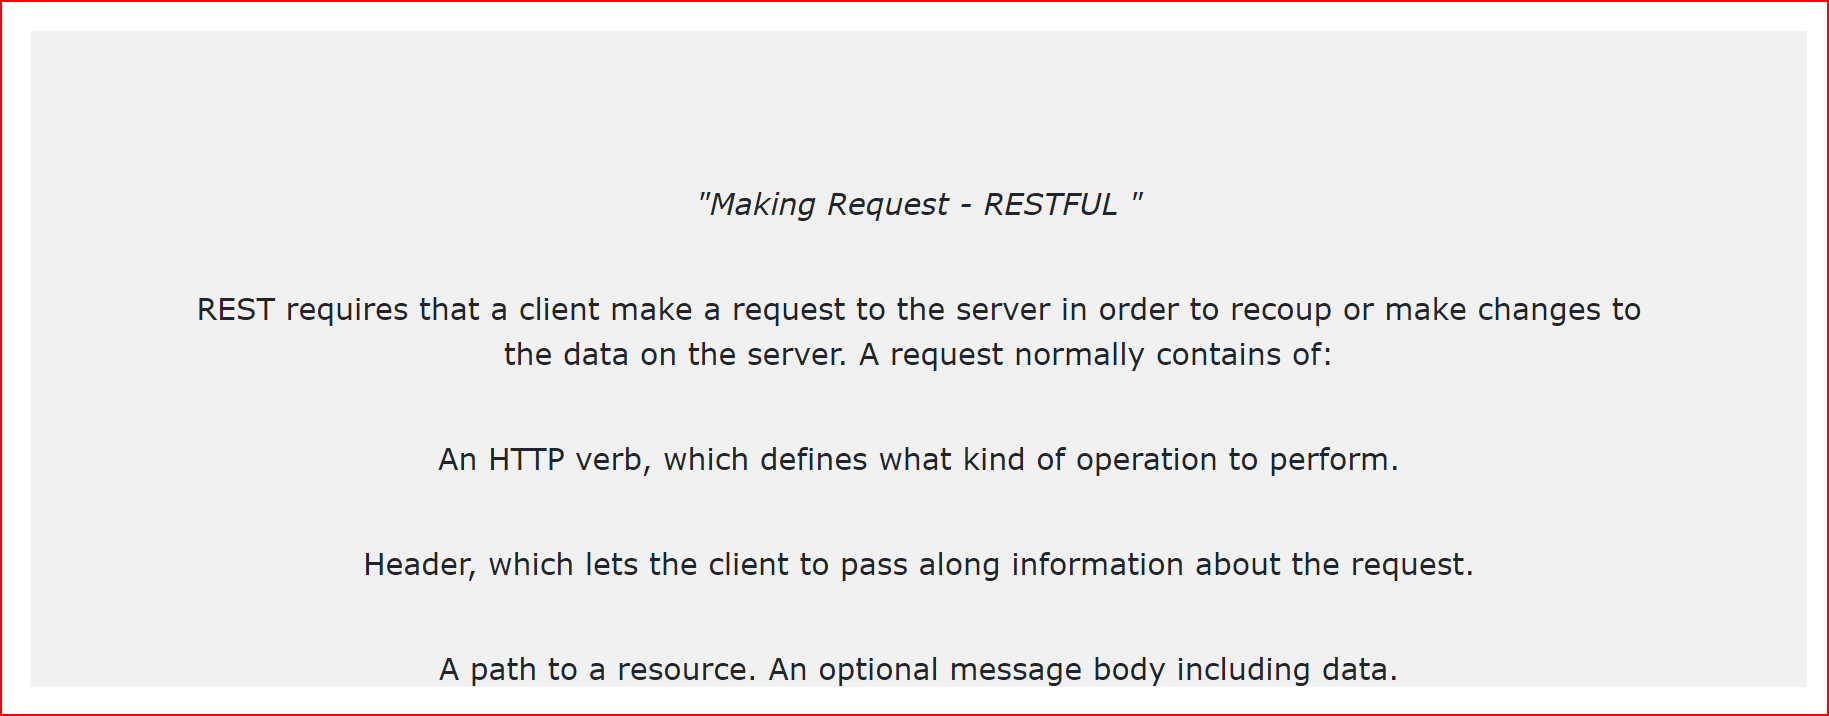 "Making Request - RESTFUL "
REST requires that a client make a request to the server in order to recoup or make changes to
the data on the server. A request normally contains of:
An HTTP verb, which defines what kind of operation to perform.
Header, which lets the client to pass along information about the request.
A path to a resource. An optional message body including data.